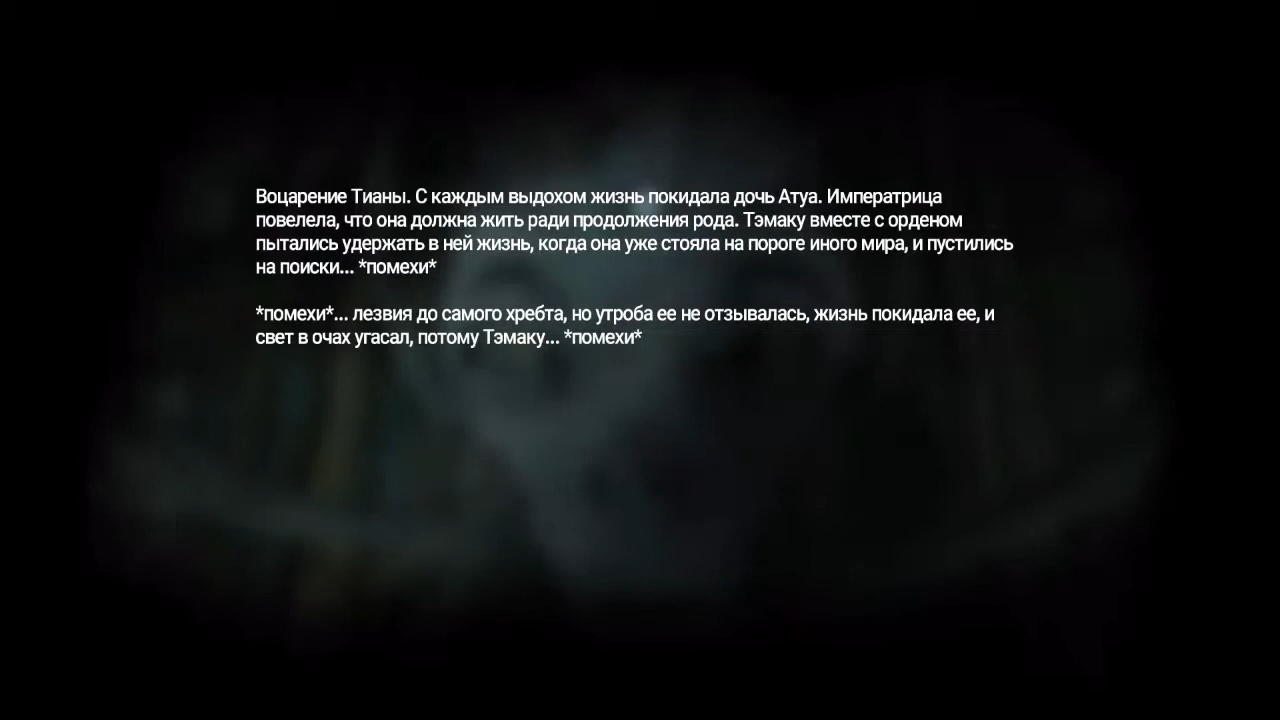 Воцарение Тианы. С каждым выдохом жизнь покидала дочь Атуа. Императрица
повелела, что она должна жить ради продолжения рода. Тэмаку вместе с орденом
пытались удержать в ней жизнь, когда она уже стояла на пороге иного мира, и пустились
на поиски... *помехи*
*помехи*... лезвия до самого хребта, но утроба ее не отзывалась, жизнь покидала ее, и
свет в очах угасал, потому Тэмаку... *помехи*